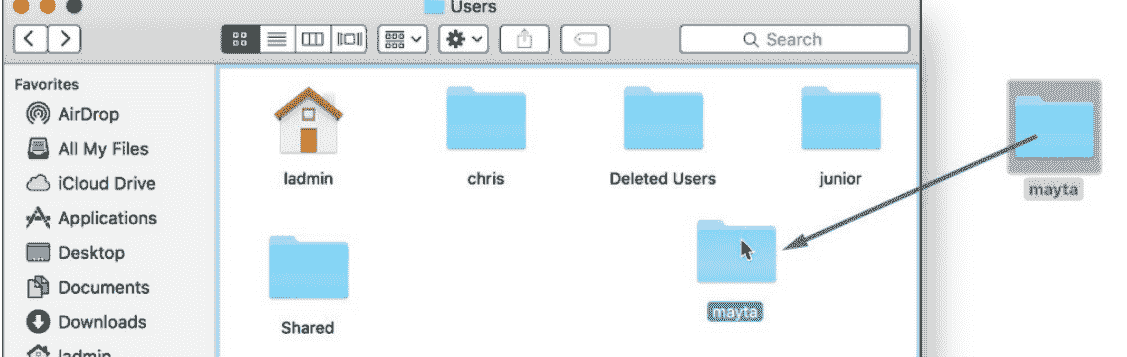 Users
Search
Favorites
AirDrop
All My Files
iCloud Drive
Applications
Desktop
Documents
Downloads
ladmin
ladmin
chris
Deleted Users
junior
Shared
mayta
mayta